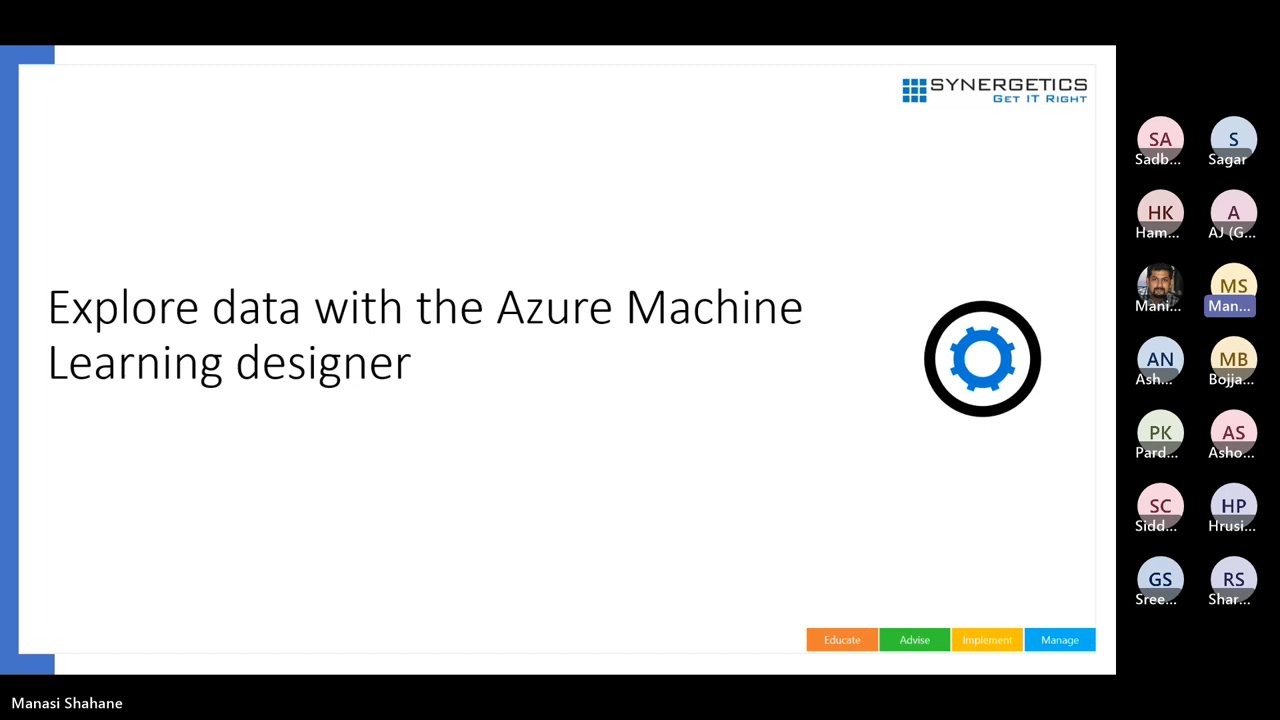 SYNERGETICS
GET IT RIGHT
Explore data with the Azure Machine
Learning designer
Educate Advise Implement Manage
SA S
Sadb... Sagar
HK A
Ham... AJ (G...
MS
Mani... Man...
AN MB
Ash... Bojja...
PK AS
Pard... Asho...
SC HP
Sidd... Hrusi...
GS RS
Sree... Shar...
Manasi Shahane